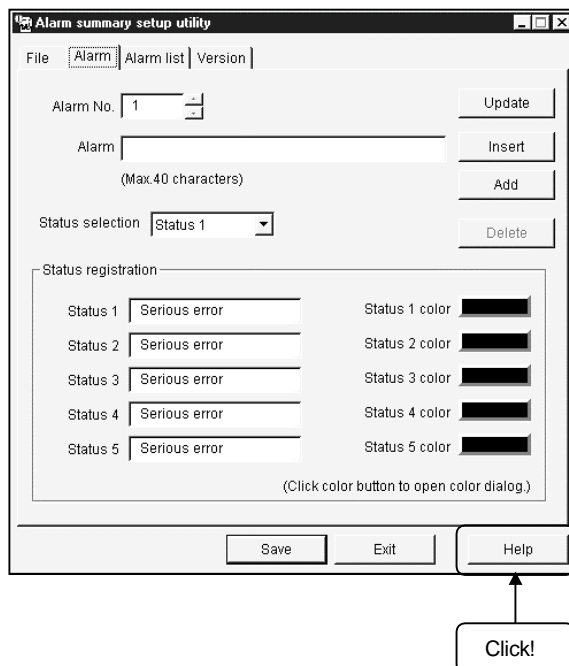 Alarm summary setup utility
File Alarm Alarm list Version
Alarm No. 1
Update
Alarm
Insert
(Max.40 characters)
Add
Status selection Status 1
Delete
Status registration
Status 1 Serious error Status 1 color
Status 2 Serious error Status 2 color
Status 3 Serious error Status 3 color
Status 4 Serious error Status 4 color
Status 5 Serious error Status 5 color
(Click color button to open color dialog.)
Save Exit Help
Click!